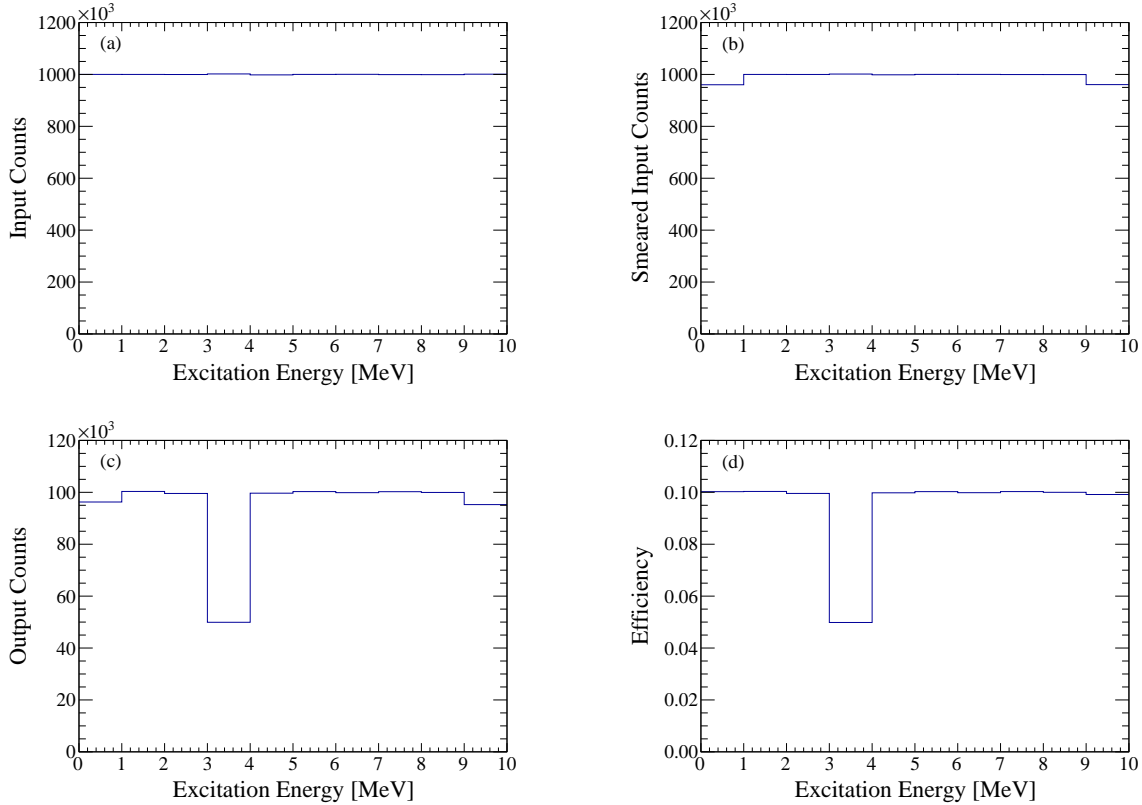 ×10³
1200
(a)
1000
800
600
400
200
0
Input Counts
0 1 2 3 4 5 6 7 8 9 10
Excitation Energy [MeV]
×10³
1200
(b)
1000
800
600
400
200
0
Smeared Input Counts
0 1 2 3 4 5 6 7 8 9 10
Excitation Energy [MeV]
×10³
120
(c)
100
80
60
40
20
0
Output Counts
0 1 2 3 4 5 6 7 8 9 10
Excitation Energy [MeV]
0.12
(d)
0.10
0.08
0.06
0.04
0.02
0.00
Efficiency
0 1 2 3 4 5 6 7 8 9 10
Excitation Energy [MeV]